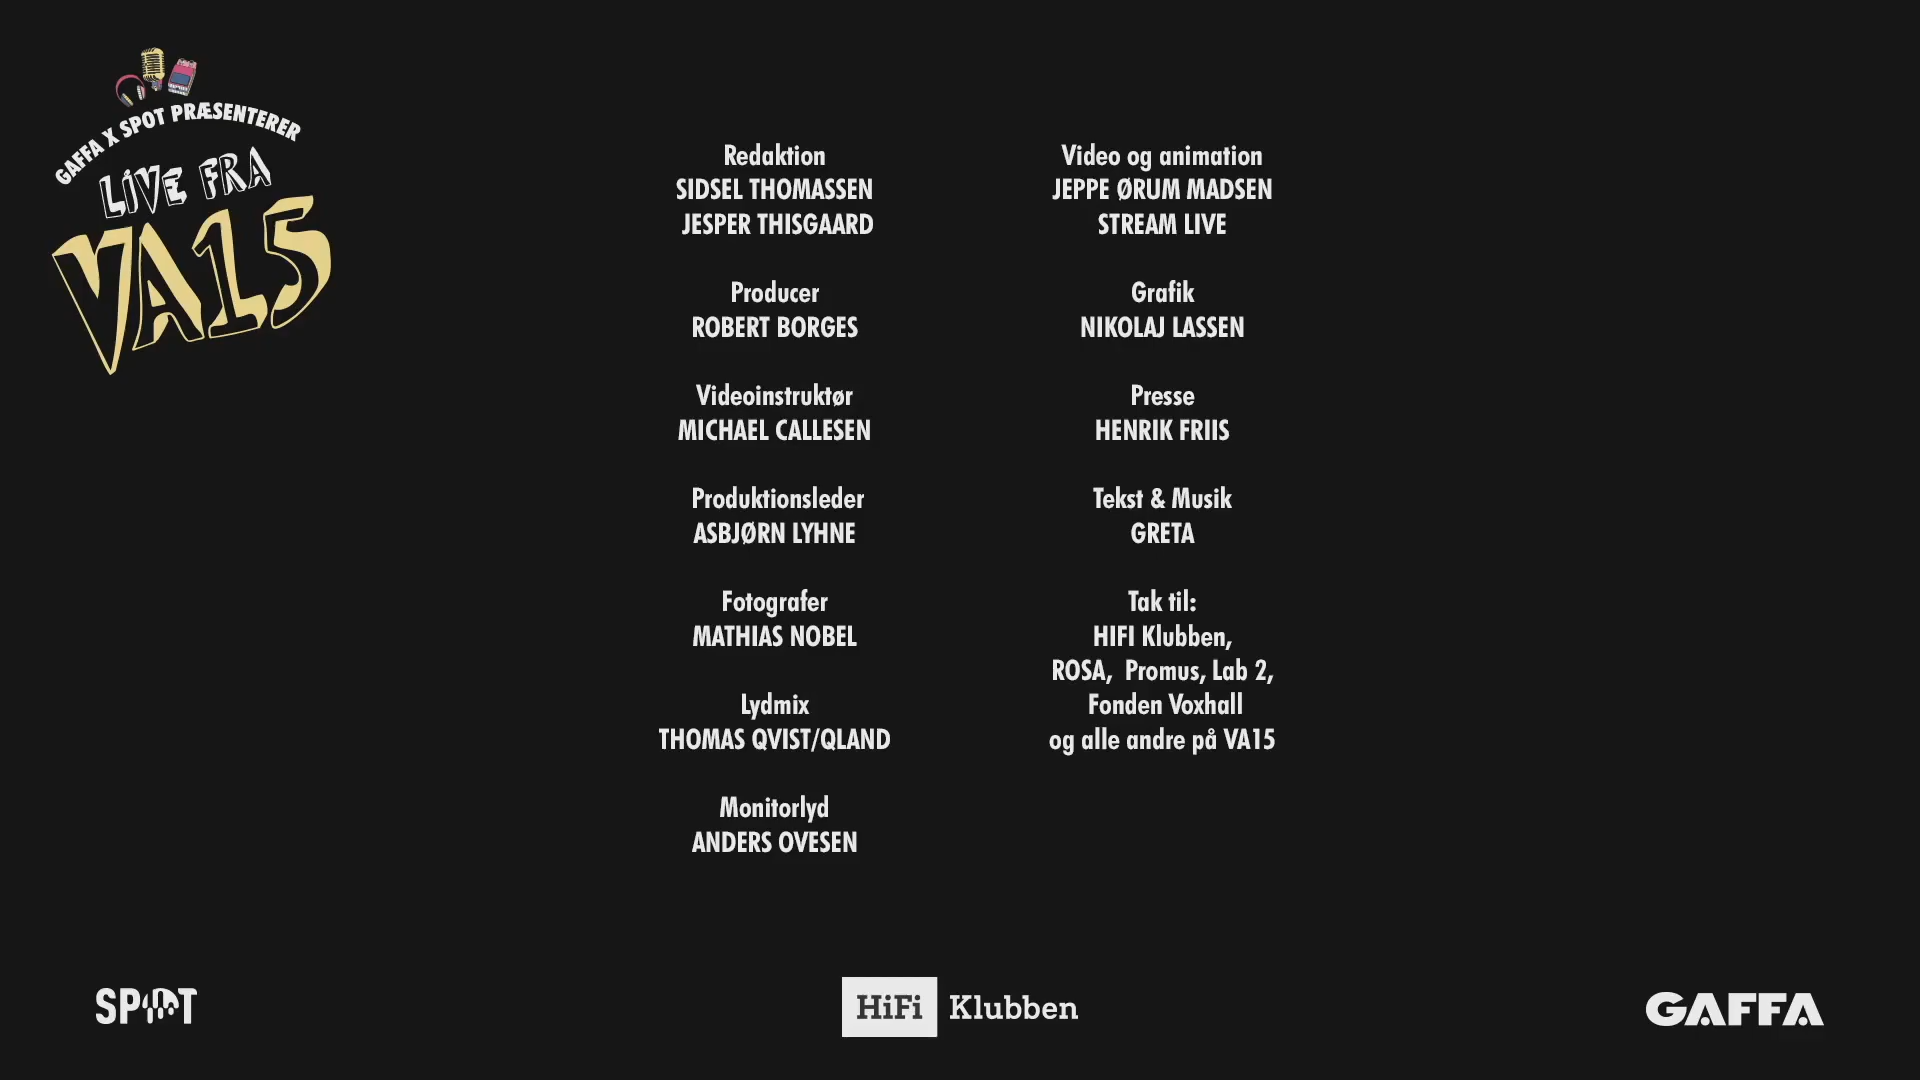 GAFFA X SPOT PRÆSENTERER
LIVE FRA
VA15
Redaktion
SIDSEL THOMASSEN
JESPER THISGAARD
Producer
ROBERT BORGES
Videoinstruktør
MICHAEL CALLESEN
Produktionsleder
ASBJØRN LYHNE
Fotografer
MATHIAS NOBEL
Lydmix
THOMAS QVIST/QLAND
Monitorlyd
ANDERS OVESEN
Video og animation
JEPPE ØRUM MADSEN
STREAM LIVE
Grafik
NIKOLAJ LASSEN
Presse
HENRIK FRIIS
Tekst & Musik
GRETA
Tak til:
HIFI Klubben,
ROSA, Promus, Lab 2,
Fonden Voxhall
og alle andre på VA15
SPOT
HiFi Klubben
GAFFA